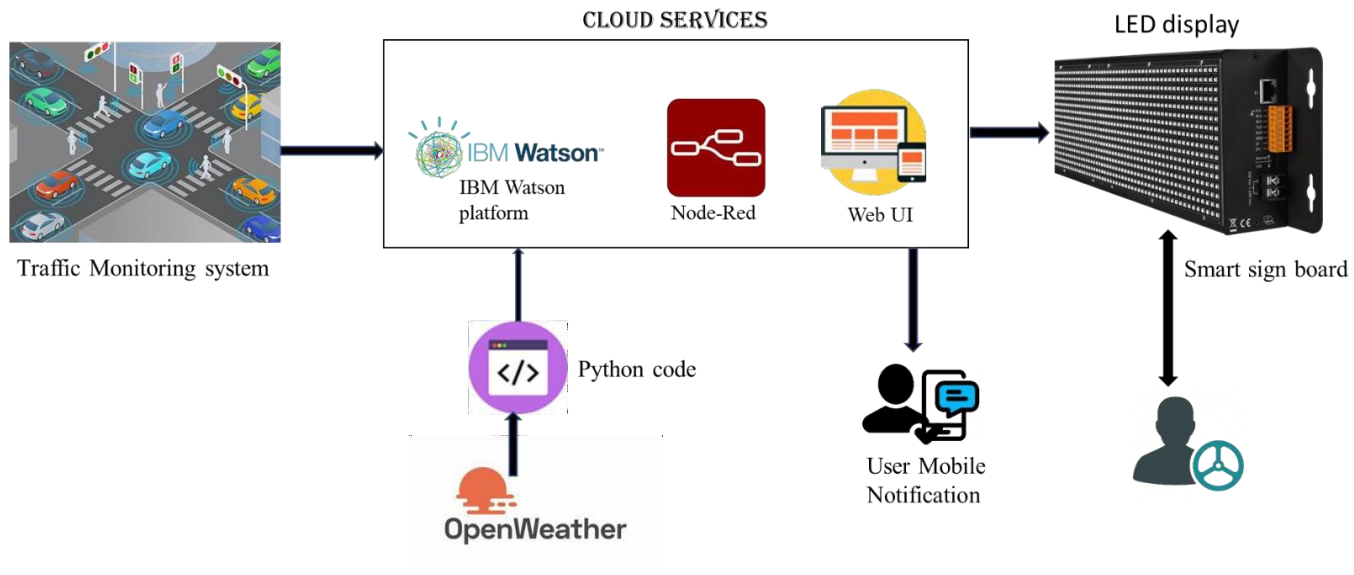 CLOUD SERVICES
LED display
IBM Watson™
IBM Watson
platform
Node-Red
Web UI
Traffic Monitoring system
Smart sign board
</>
Python code
User Mobile
Notification
OpenWeather